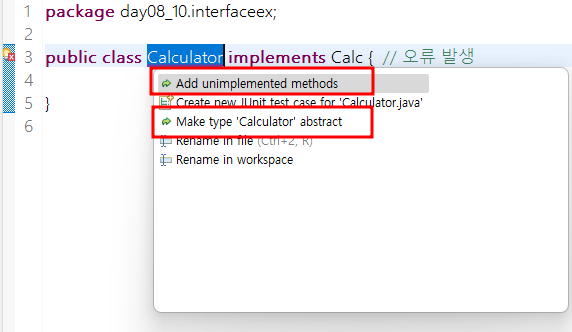 1 package day08_10.interfaceex;
2
3 public class Calculator implements Calc { // 오류 발생
4
Add unimplemented methods
Create new JUnit test case for 'Calculator.java'
5 }
Make type 'Calculator' abstract
6
Rename in file (Ctrl+2, R)
Rename in workspace